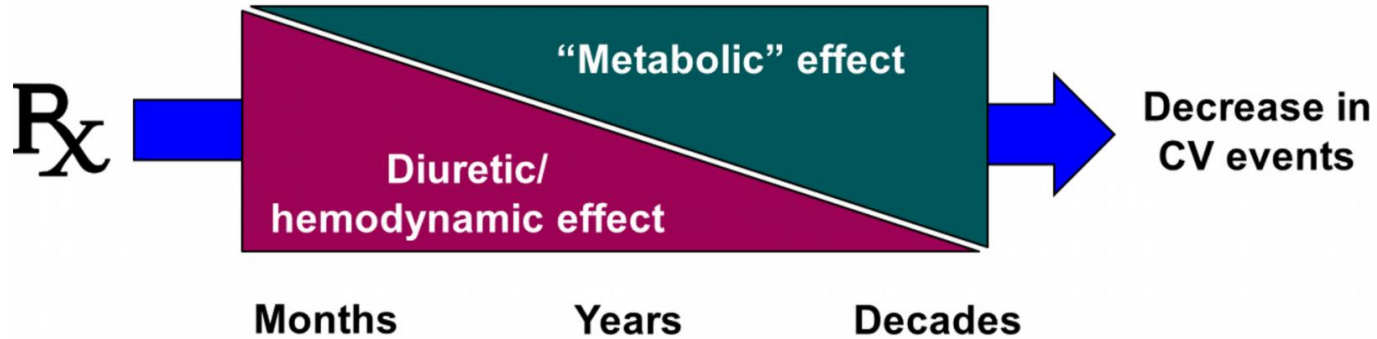 “Metabolic” effect
Rx
Decrease in
CV events
Diuretic/
hemodynamic effect
Months Years Decades